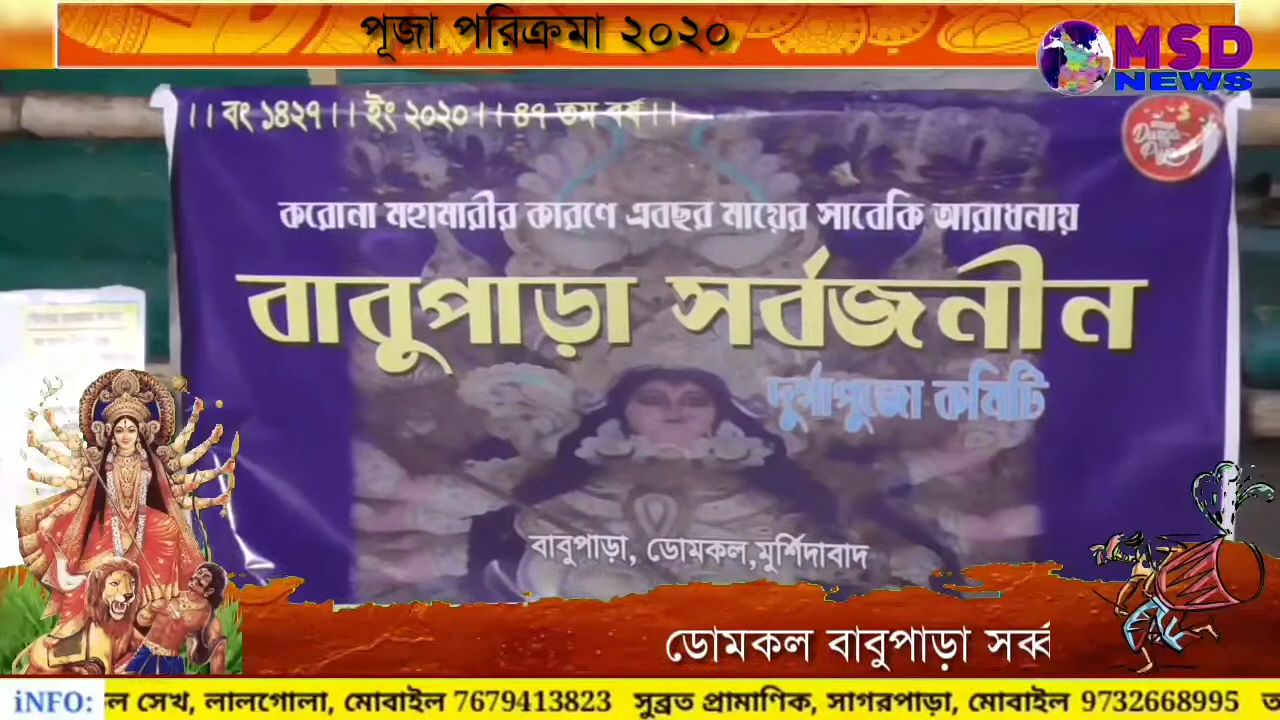 পূজা পরিক্রমা ২০২০
MSD
NEWS
।। বং ১৪২৭ ।। ইং ২০২০ ।। ৪৭ তম বর্ষ ।।
Durga
করোনা মহামারীর কারণে এবছর মায়ের সাবেকি আরাধনায়
বাবুপাড়া সর্বজনীন
দুর্গাপুজো কমিটি
বাবুপাড়া, ডোমকল,মুর্শিদাবাদ
ডোমকল বাবুপাড়া সর্ব্ব
iNFO: ল সেখ, লালগোলা, মোবাইল 7679413823 সুব্রত প্রামাণিক, সাগরপাড়া, মোবাইল 9732668995